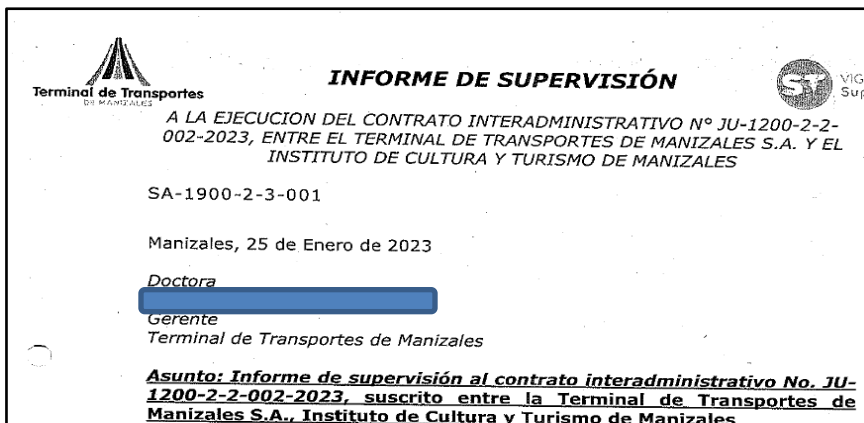 Terminal de Transportes
DE MANIZALES
INFORME DE SUPERVISIÓN
ST
VIG
Sup
A LA EJECUCION DEL CONTRATO INTERADMINISTRATIVO N° JU-1200-2-2-
002-2023, ENTRE EL TERMINAL DE TRANSPORTES DE MANIZALES S.A. Y EL
INSTITUTO DE CULTURA Y TURISMO DE MANIZALES
SA-1900-2-3-001
Manizales, 25 de Enero de 2023
Doctora
Gerente
Terminal de Transportes de Manizales
Asunto: Informe de supervisión al contrato interadministrativo No. JU-
1200-2-2-002-2023, suscrito entre la Terminal de Transportes de
Manizales S.A., Instituto de Cultura y Turismo de Manizales